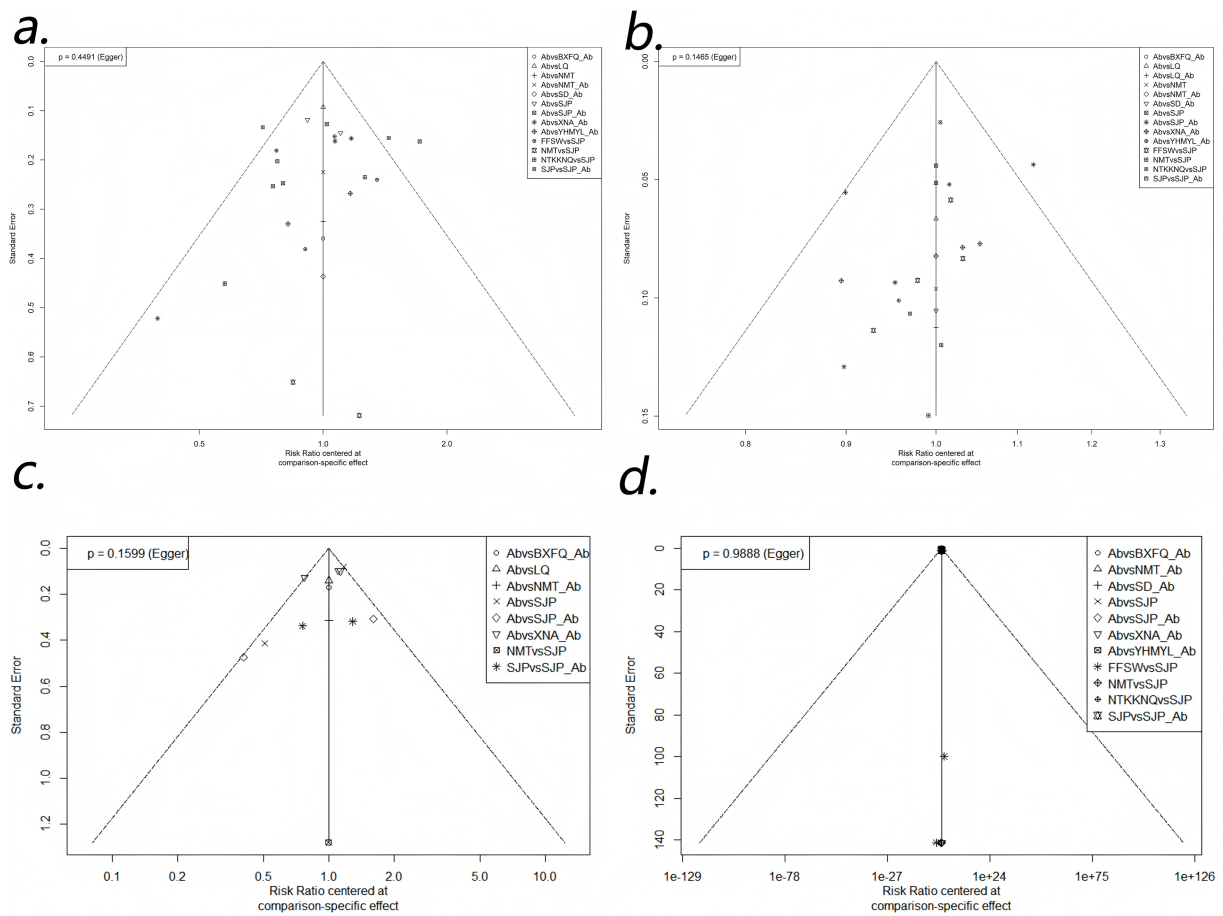 a.
p = 0.4491 (Egger)
AbvsBXFQ_Ab
AbvsLQ
AbvsNMT
AbvsNMT_Ab
AbvsSD_Ab
AbvsSJP
AbvsSJP_Ab
AbvsXNA_Ab
AbvsYHMYL_Ab
FFSWvsSJP
NMTvsSJP
NTKKNQvsSJP
SJPvsSJP_Ab
Standard Error
0.0
0.1
0.2
0.3
0.4
0.5
0.6
0.7
0.5
1.0
2.0
Risk Ratio centered at
comparison-specific effect
b.
p = 0.1465 (Egger)
AbvsBXFQ_Ab
AbvsLQ
AbvsLQ_Ab
AbvsNMT
AbvsNMT_Ab
AbvsSD_Ab
AbvsSJP
AbvsSJP_Ab
AbvsXNA_Ab
AbvsYHMYL_Ab
FFSWvsSJP
NMTvsSJP
NTKKNQvsSJP
SJPvsSJP_Ab
Standard Error
0.00
0.05
0.10
0.15
0.8
0.9
1.0
1.1
1.2
1.3
Risk Ratio centered at
comparison-specific effect
c.
p = 0.1599 (Egger)
AbvsBXFQ_Ab
AbvsLQ
AbvsNMT_Ab
AbvsSJP
AbvsSJP_Ab
AbvsXNA_Ab
NMTvsSJP
SJPvsSJP_Ab
Standard Error
0.0
0.2
0.4
0.6
0.8
1.0
1.2
0.1
0.2
0.5
1.0
2.0
5.0
10.0
Risk Ratio centered at
comparison-specific effect
d.
p = 0.9888 (Egger)
AbvsBXFQ_Ab
AbvsNMT_Ab
AbvsSD_Ab
AbvsSJP
AbvsSJP_Ab
AbvsXNA_Ab
AbvsYHMYL_Ab
FFSWvsSJP
NMTvsSJP
NTKKNQvsSJP
SJPvsSJP_Ab
Standard Error
0
20
40
60
80
100
120
140
1e-129
1e-78
1e-27
1e+24
1e+75
1e+126
Risk Ratio centered at
comparison-specific effect